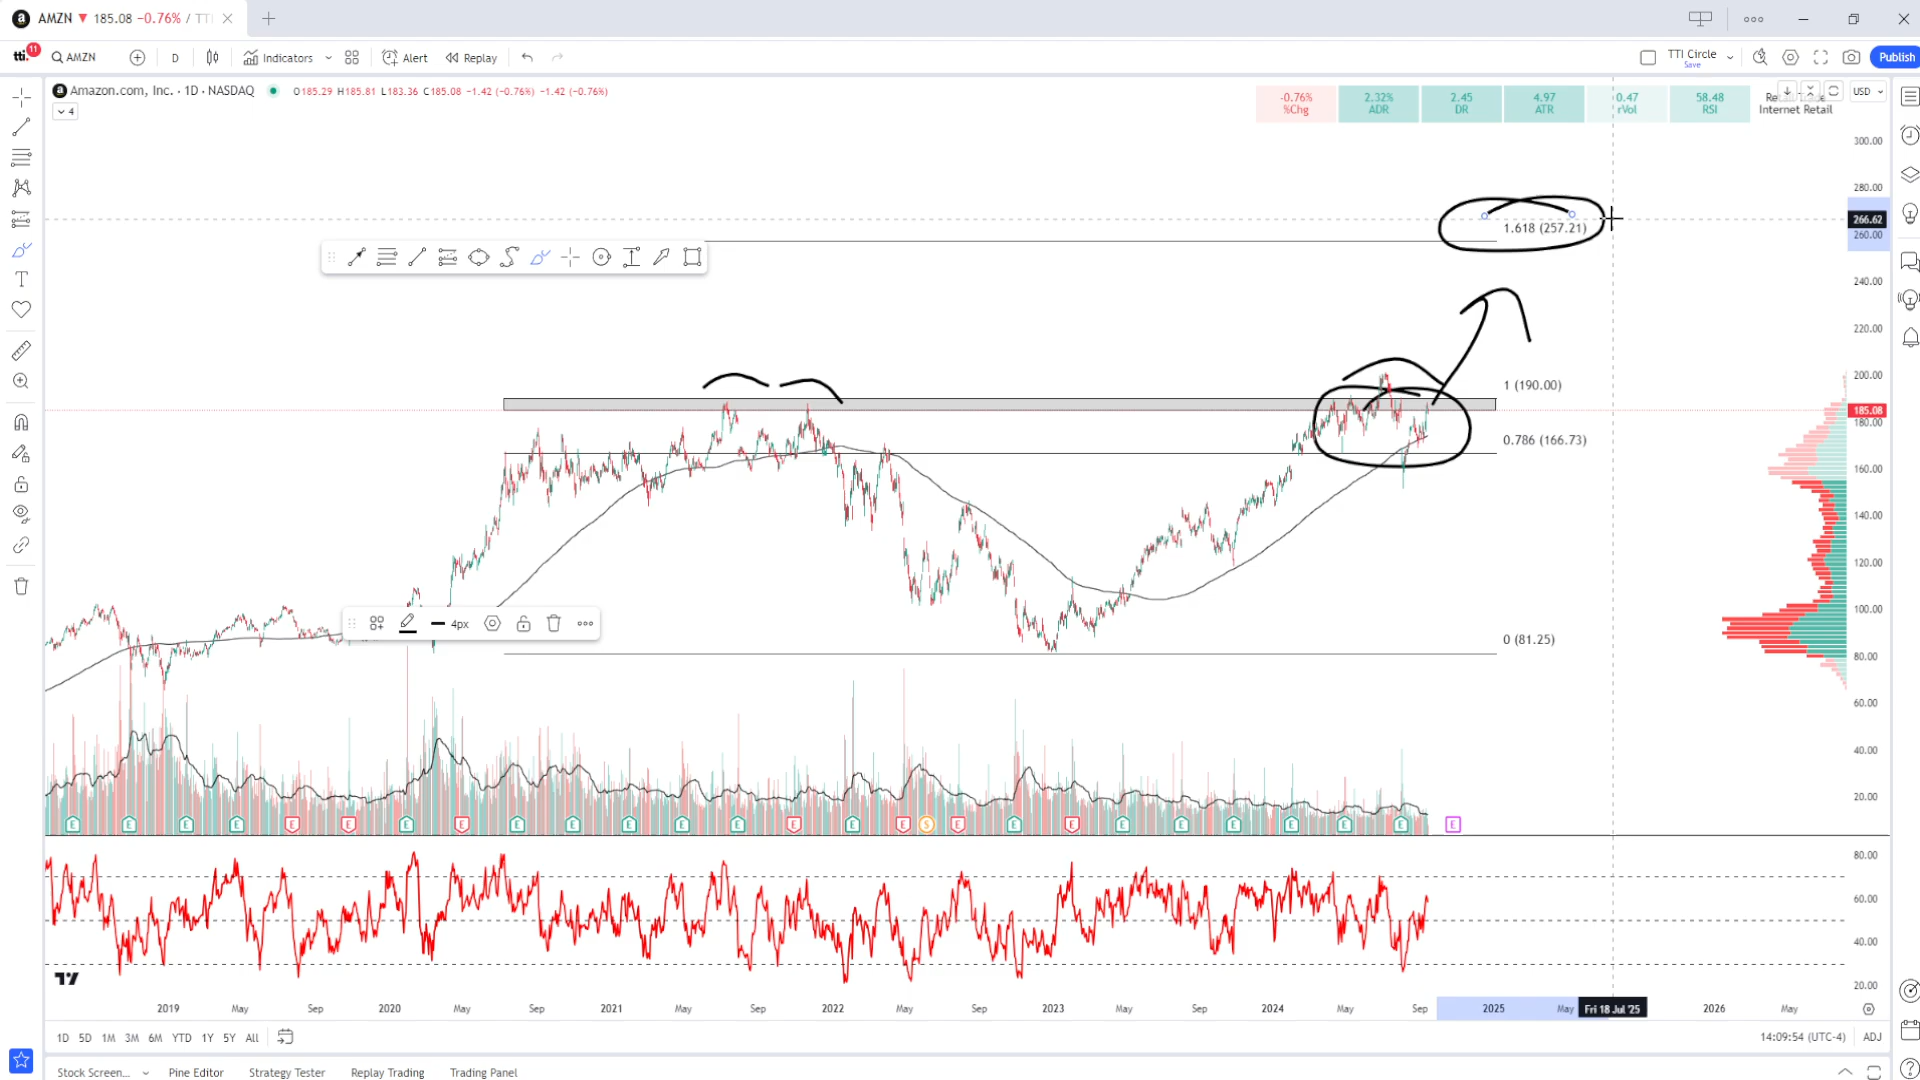 AMZN ▼ 185.08 −0.76% / TTI
tti. 11 AMZN D Indicators Alert Replay TTI Circle Save Publish
Amazon.com, Inc. · 1D · NASDAQ O185.29 H185.81 L183.36 C185.08 −1.42 (−0.76%) −1.42 (−0.76%)
4
-0.76% 2.32% 2.45 4.97 0.47 58.48 USD
%Chg ADR DR ATR rVol RSI Internet Retail
300.00
280.00
266.62
260.00
1.618 (257.21)
240.00
220.00
200.00
1 (190.00)
185.08
180.00
0.786 (166.73)
160.00
140.00
120.00
100.00
4px
0 (81.25)
80.00
60.00
40.00
20.00
E E E E E E E E E E E E E E E E $ E E E E E E E E E E
80.00
60.00
40.00
20.00
2019 May Sep 2020 May Sep 2021 May Sep 2022 May Sep 2023 May Sep 2024 May Sep 2025 May Fri 18 Jul '25 2026 May
1D 5D 1M 3M 6M YTD 1Y 5Y All 14:09:54 (UTC-4) ADJ
Stock Screen... Pine Editor Strategy Tester Replay Trading Trading Panel